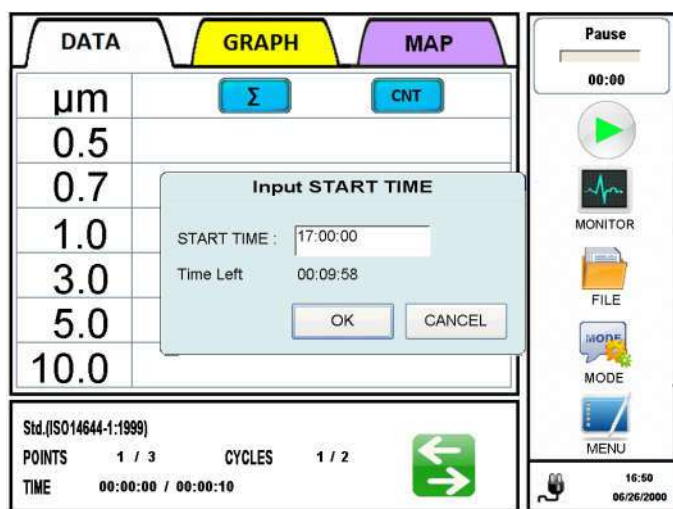 DATA GRAPH MAP
μm Σ CNT
0.5
0.7
1.0
3.0
5.0
10.0
Input START TIME
START TIME : 17:00:00
Time Left 00:09:58
OK CANCEL
Std.(ISO14644-1:1999)
POINTS 1 / 3 CYCLES 1 / 2
TIME 00:00:00 / 00:00:10
Pause
00:00
MONITOR
FILE
MODE
MODE
MENU
16:50
06/26/2000